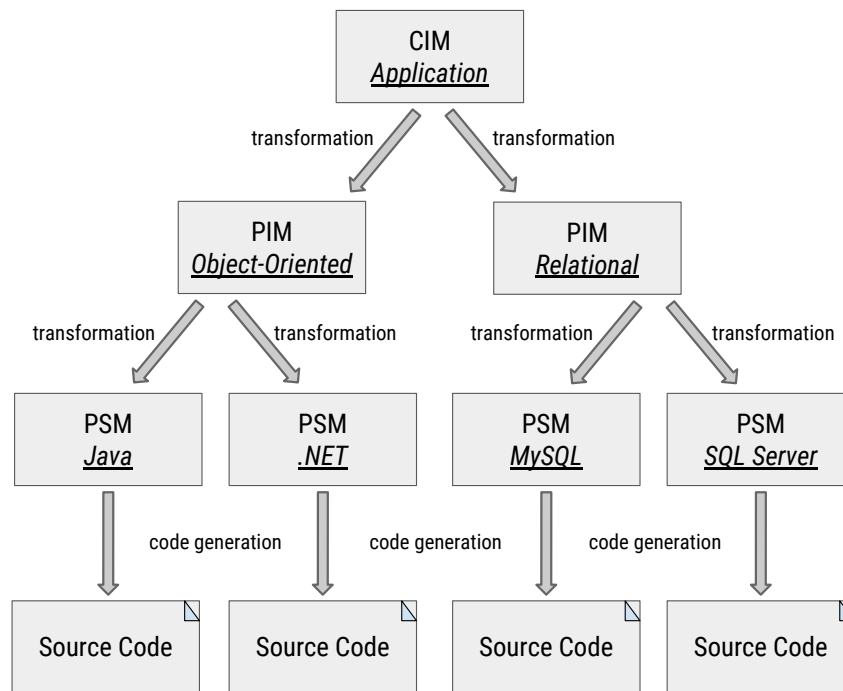 CIM
Application
transformation
transformation
PIM
Object-Oriented
PIM
Relational
transformation
transformation
transformation
transformation
PSM
Java
PSM
.NET
PSM
MySQL
PSM
SQL Server
code generation
code generation
code generation
Source Code
Source Code
Source Code
Source Code